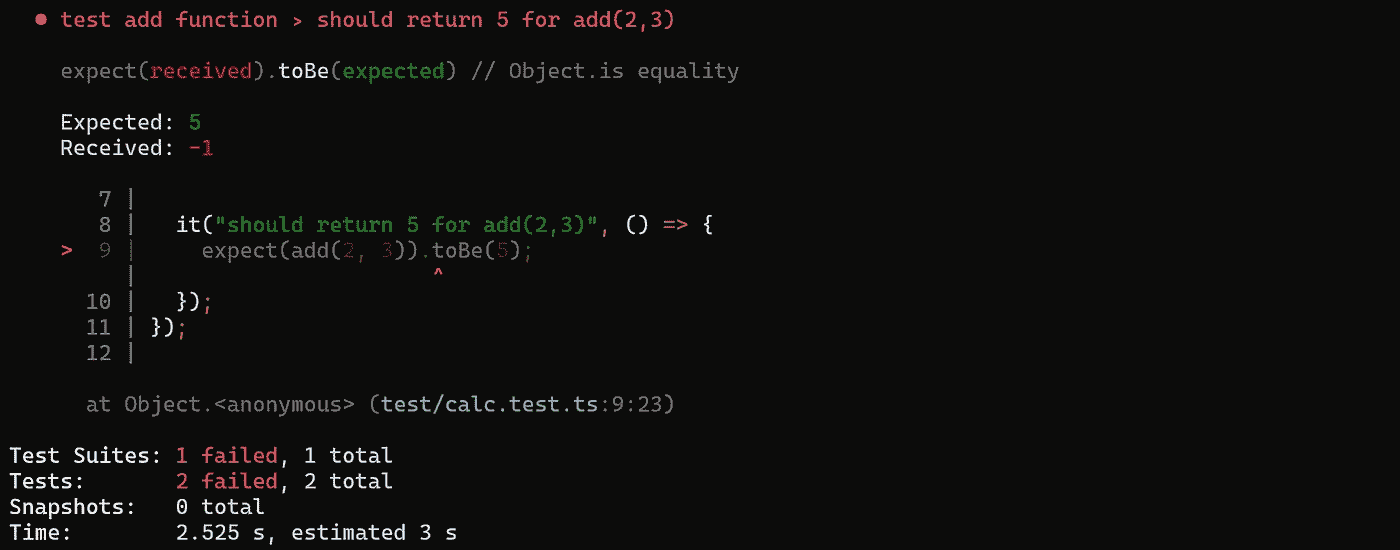 ● test add function › should return 5 for add(2,3)
expect(received).toBe(expected) // Object.is equality
Expected: 5
Received: -1
7 |
8 |   it("should return 5 for add(2,3)", () => {
> 9 |     expect(add(2, 3)).toBe(5);
|                       ^
10 |   });
11 | });
12 |
at Object.<anonymous> (test/calc.test.ts:9:23)
Test Suites: 1 failed, 1 total
Tests:       2 failed, 2 total
Snapshots:   0 total
Time:        2.525 s, estimated 3 s